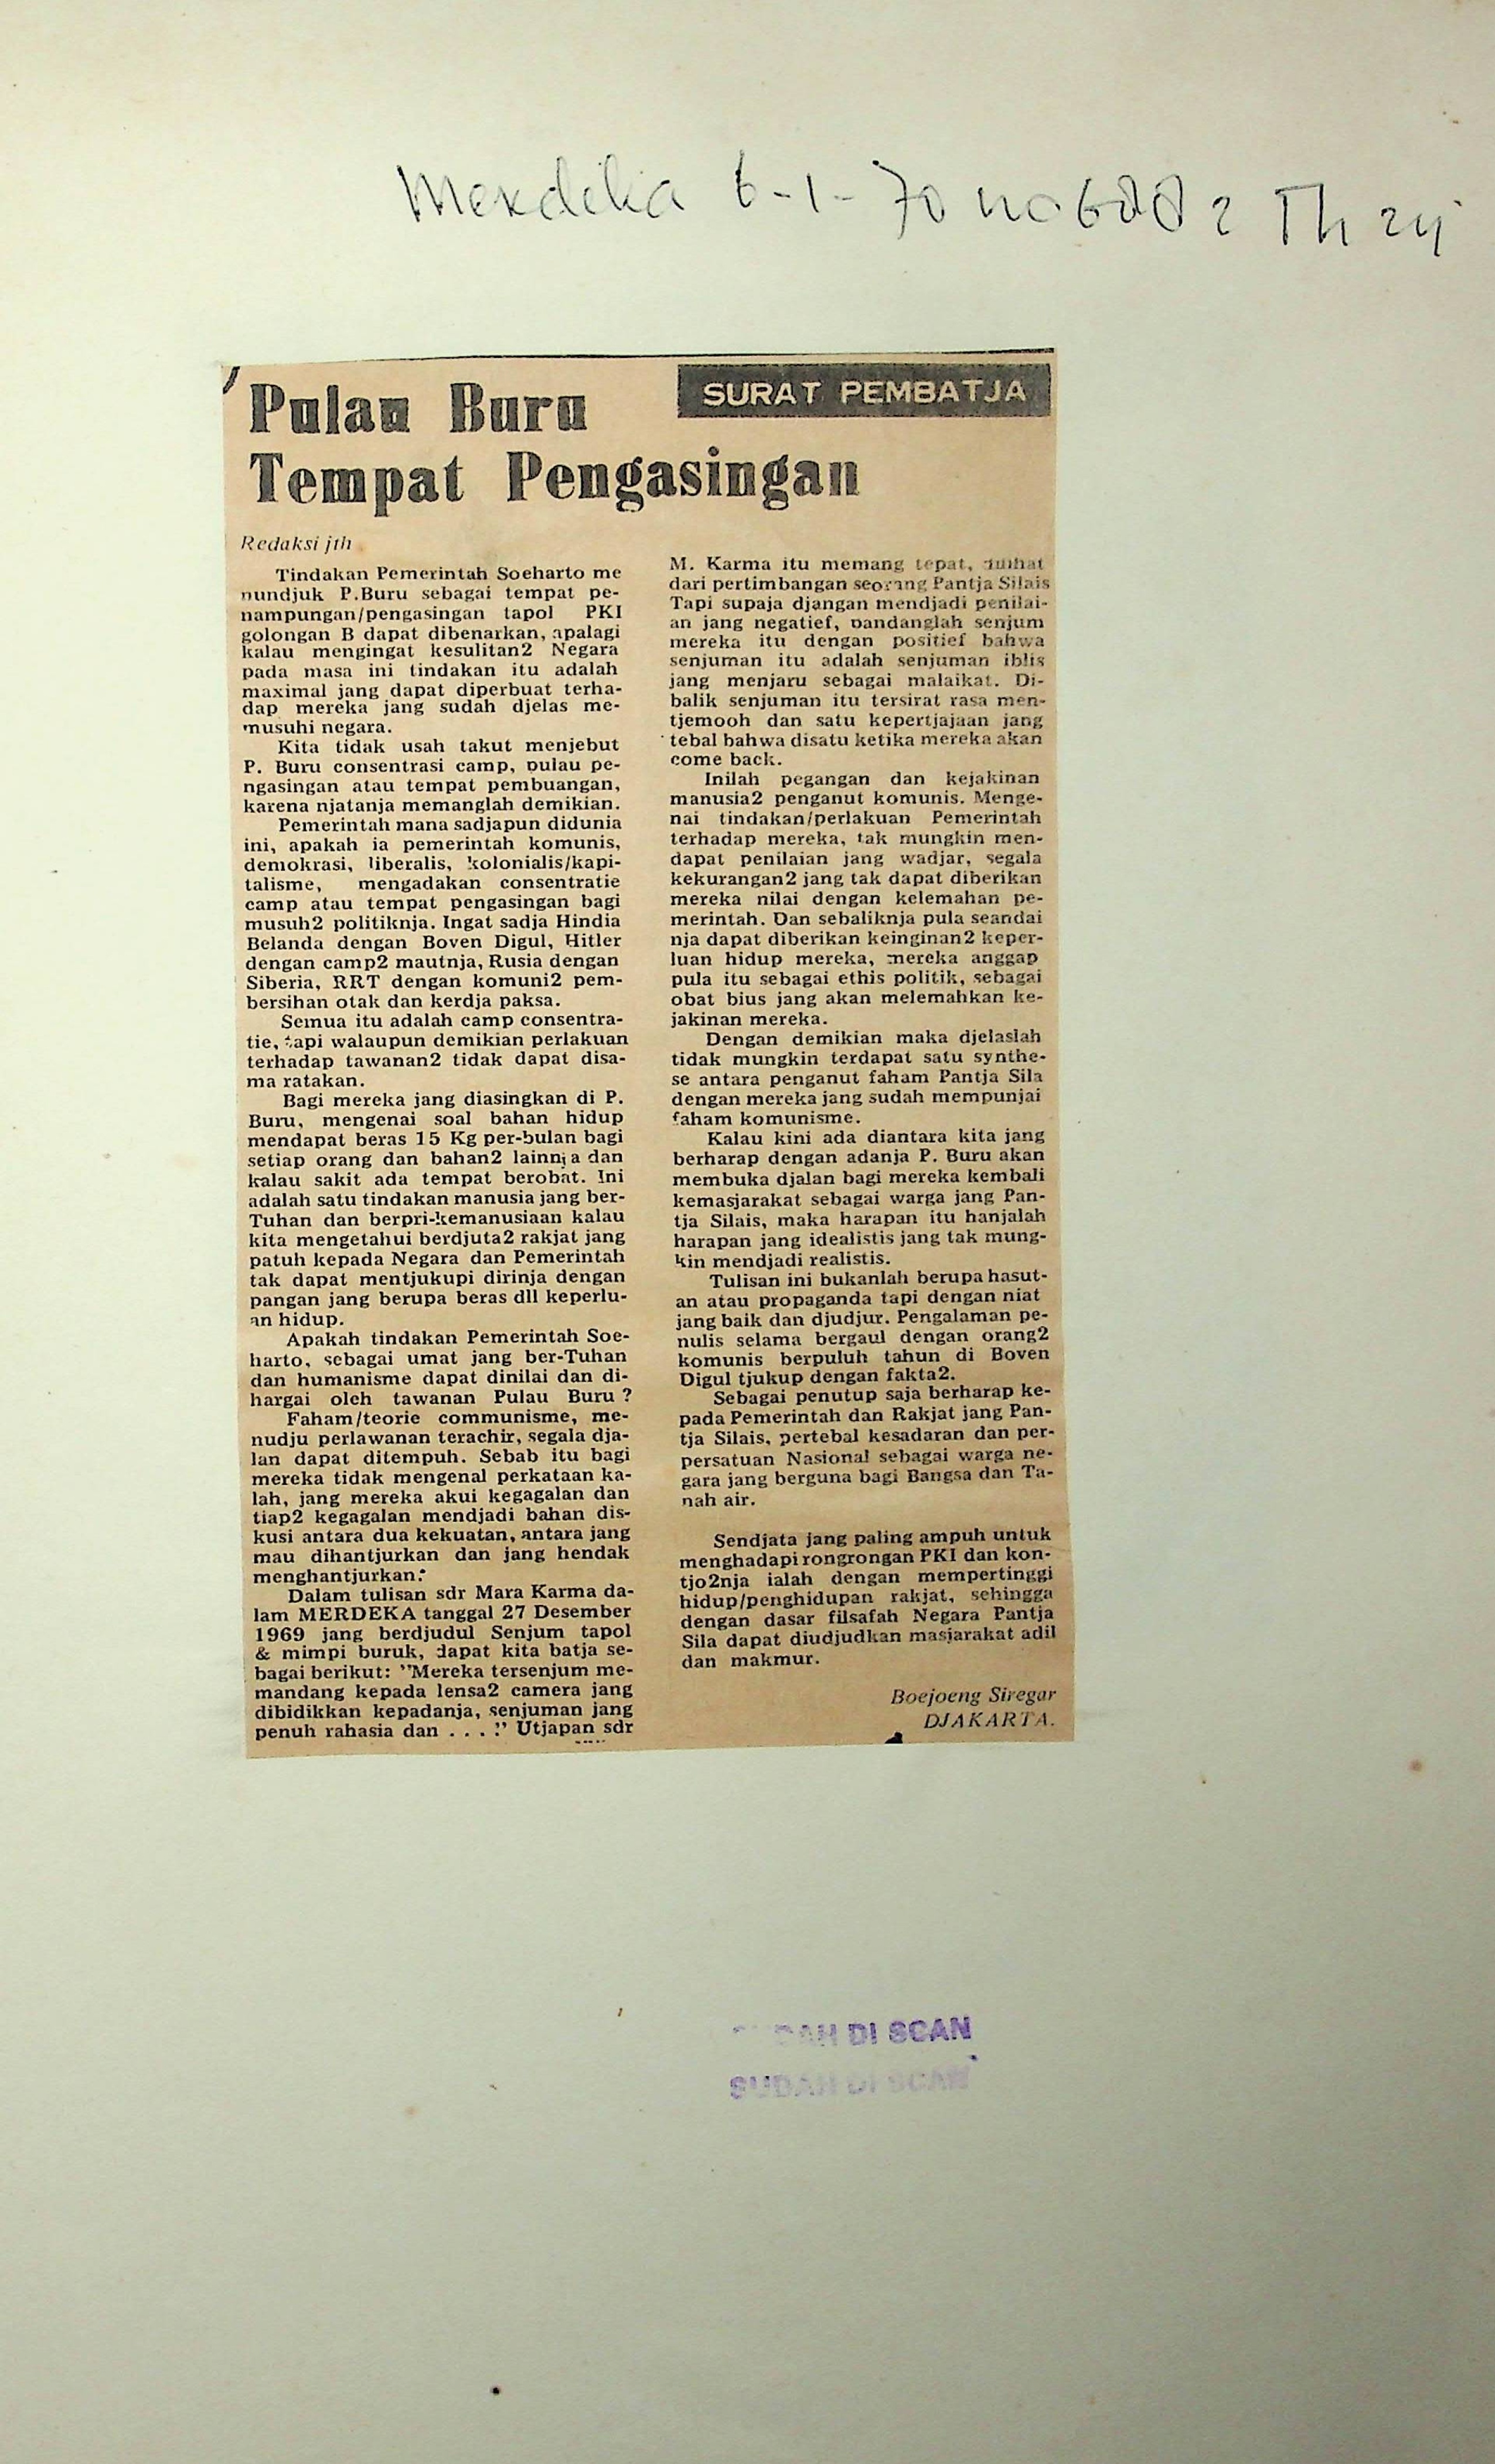 Merdeka 6-1-70 no. Th 24
SURAT PEMBATJA
Pulau Buru
Tempat Pengasingan
Redaksi jth
Tindakan Pemerintah Soeharto me
nundjuk P.Buru sebagai tempat pe-
nampungan/pengasingan tapol PKI
golongan B dapat dibenarkan, apalagi
kalau mengingat kesulitan2 Negara
pada masa ini tindakan itu adalah
maximal jang dapat diperbuat terha-
dap mereka jang sudah djelas me-
musuhi negara.
Kita tidak usah takut menjebut
P. Buru consentrasi camp, pulau pe-
ngasingan atau tempat pembuangan,
karena njatanja memanglah demikian.
Pemerintah mana sadjapun didunia
ini, apakah ia pemerintah komunis,
demokrasi, liberalis, kolonialis/kapi-
talisme, mengadakan consentratie
camp atau tempat pengasingan bagi
musuh2 politiknja. Ingat sadja Hindia
Belanda dengan Boven Digul, Hitler
dengan camp2 mautnja, Rusia dengan
Siberia, RRT dengan komuni2 pem-
bersihan otak dan kerdja paksa.
Semua itu adalah camp consentra-
tie, tapi walaupun demikian perlakuan
terhadap tawanan2 tidak dapat disa-
ma ratakan.
Bagi mereka jang diasingkan di P.
Buru, mengenai soal bahan hidup
mendapat beras 15 Kg per-bulan bagi
setiap orang dan bahan2 lainnja dan
kalau sakit ada tempat berobat. Ini
adalah satu tindakan manusia jang ber-
Tuhan dan berpri-kemanusiaan kalau
kita mengetahui berdjuta2 rakjat jang
patuh kepada Negara dan Pemerintah
tak dapat mentjukupi dirinja dengan
pangan jang berupa beras dll keperlu-
an hidup.
Apakah tindakan Pemerintah Soe-
harto, sebagai umat jang ber-Tuhan
dan humanisme dapat dinilai dan di-
hargai oleh tawanan Pulau Buru ?
Faham/teorie communisme, me-
nudju perlawanan terachir, segala dja-
lan dapat ditempuh. Sebab itu bagi
mereka tidak mengenal perkataan ka-
lah, jang mereka akui kegagalan dan
tiap2 kegagalan mendjadi bahan dis-
kusi antara dua kekuatan, antara jang
mau dihantjurkan dan jang hendak
menghantjurkan."
Dalam tulisan sdr Mara Karma da-
lam MERDEKA tanggal 27 Desember
1969 jang berdjudul Senjum tapol
& mimpi buruk, dapat kita batja se-
bagai berikut: "Mereka tersenjum me-
mandang kepada lensa2 camera jang
dibidikkan kepadanja, senjuman jang
penuh rahasia dan . . . ." Utjapan sdr
M. Karma itu memang tepat, dilihat
dari pertimbangan seorang Pantja Silais
Tapi supaja djangan mendjadi penilai-
an jang negatief, pandanglah senjum
mereka itu dengan positief bahwa
senjuman itu adalah senjuman iblis
jang menjaru sebagai malaikat. Di-
balik senjuman itu tersirat rasa men-
tjemooh dan satu kepertjajaan jang
tebal bahwa disatu ketika mereka akan
come back.
Inilah pegangan dan kejakinan
manusia2 penganut komunis. Menge-
nai tindakan/perlakuan Pemerintah
terhadap mereka, tak mungkin men-
dapat penilaian jang wadjar, segala
kekurangan2 jang tak dapat diberikan
mereka nilai dengan kelemahan pe-
merintah. Dan sebaliknja pula seandai
nja dapat diberikan keinginan2 keper-
luan hidup mereka, mereka anggap
pula itu sebagai ethis politik, sebagai
obat bius jang akan melemahkan ke-
jakinan mereka.
Dengan demikian maka djelaslah
tidak mungkin terdapat satu synthe-
se antara penganut faham Pantja Sila
dengan mereka jang sudah mempunjai
faham komunisme.
Kalau kini ada diantara kita jang
berharap dengan adanja P. Buru akan
membuka djalan bagi mereka kembali
kemasjarakat sebagai warga jang Pan-
tja Silais, maka harapan itu hanjalah
harapan jang idealistis jang tak mung-
kin mendjadi realistis.
Tulisan ini bukanlah berupa hasut-
an atau propaganda tapi dengan niat
jang baik dan djudjur. Pengalaman pe-
nulis selama bergaul dengan orang2
komunis berpuluh tahun di Boven
Digul tjukup dengan fakta2.
Sebagai penutup saja berharap ke-
pada Pemerintah dan Rakjat jang Pan-
tja Silais, pertebal kesadaran dan per-
persatuan Nasional sebagai warga ne-
gara jang berguna bagi Bangsa dan Ta-
nah air.
Sendjata jang paling ampuh untuk
menghadapi rongrongan PKI dan kon-
tjo2nja ialah dengan mempertinggi
hidup/penghidupan rakjat, sehingga
dengan dasar filsafah Negara Pantja
Sila dapat diudjudkan masjarakat adil
dan makmur.
Boejoeng Siregar
DJAKARTA.
SUDAH DI SCAN
SUDAH DI SCAN